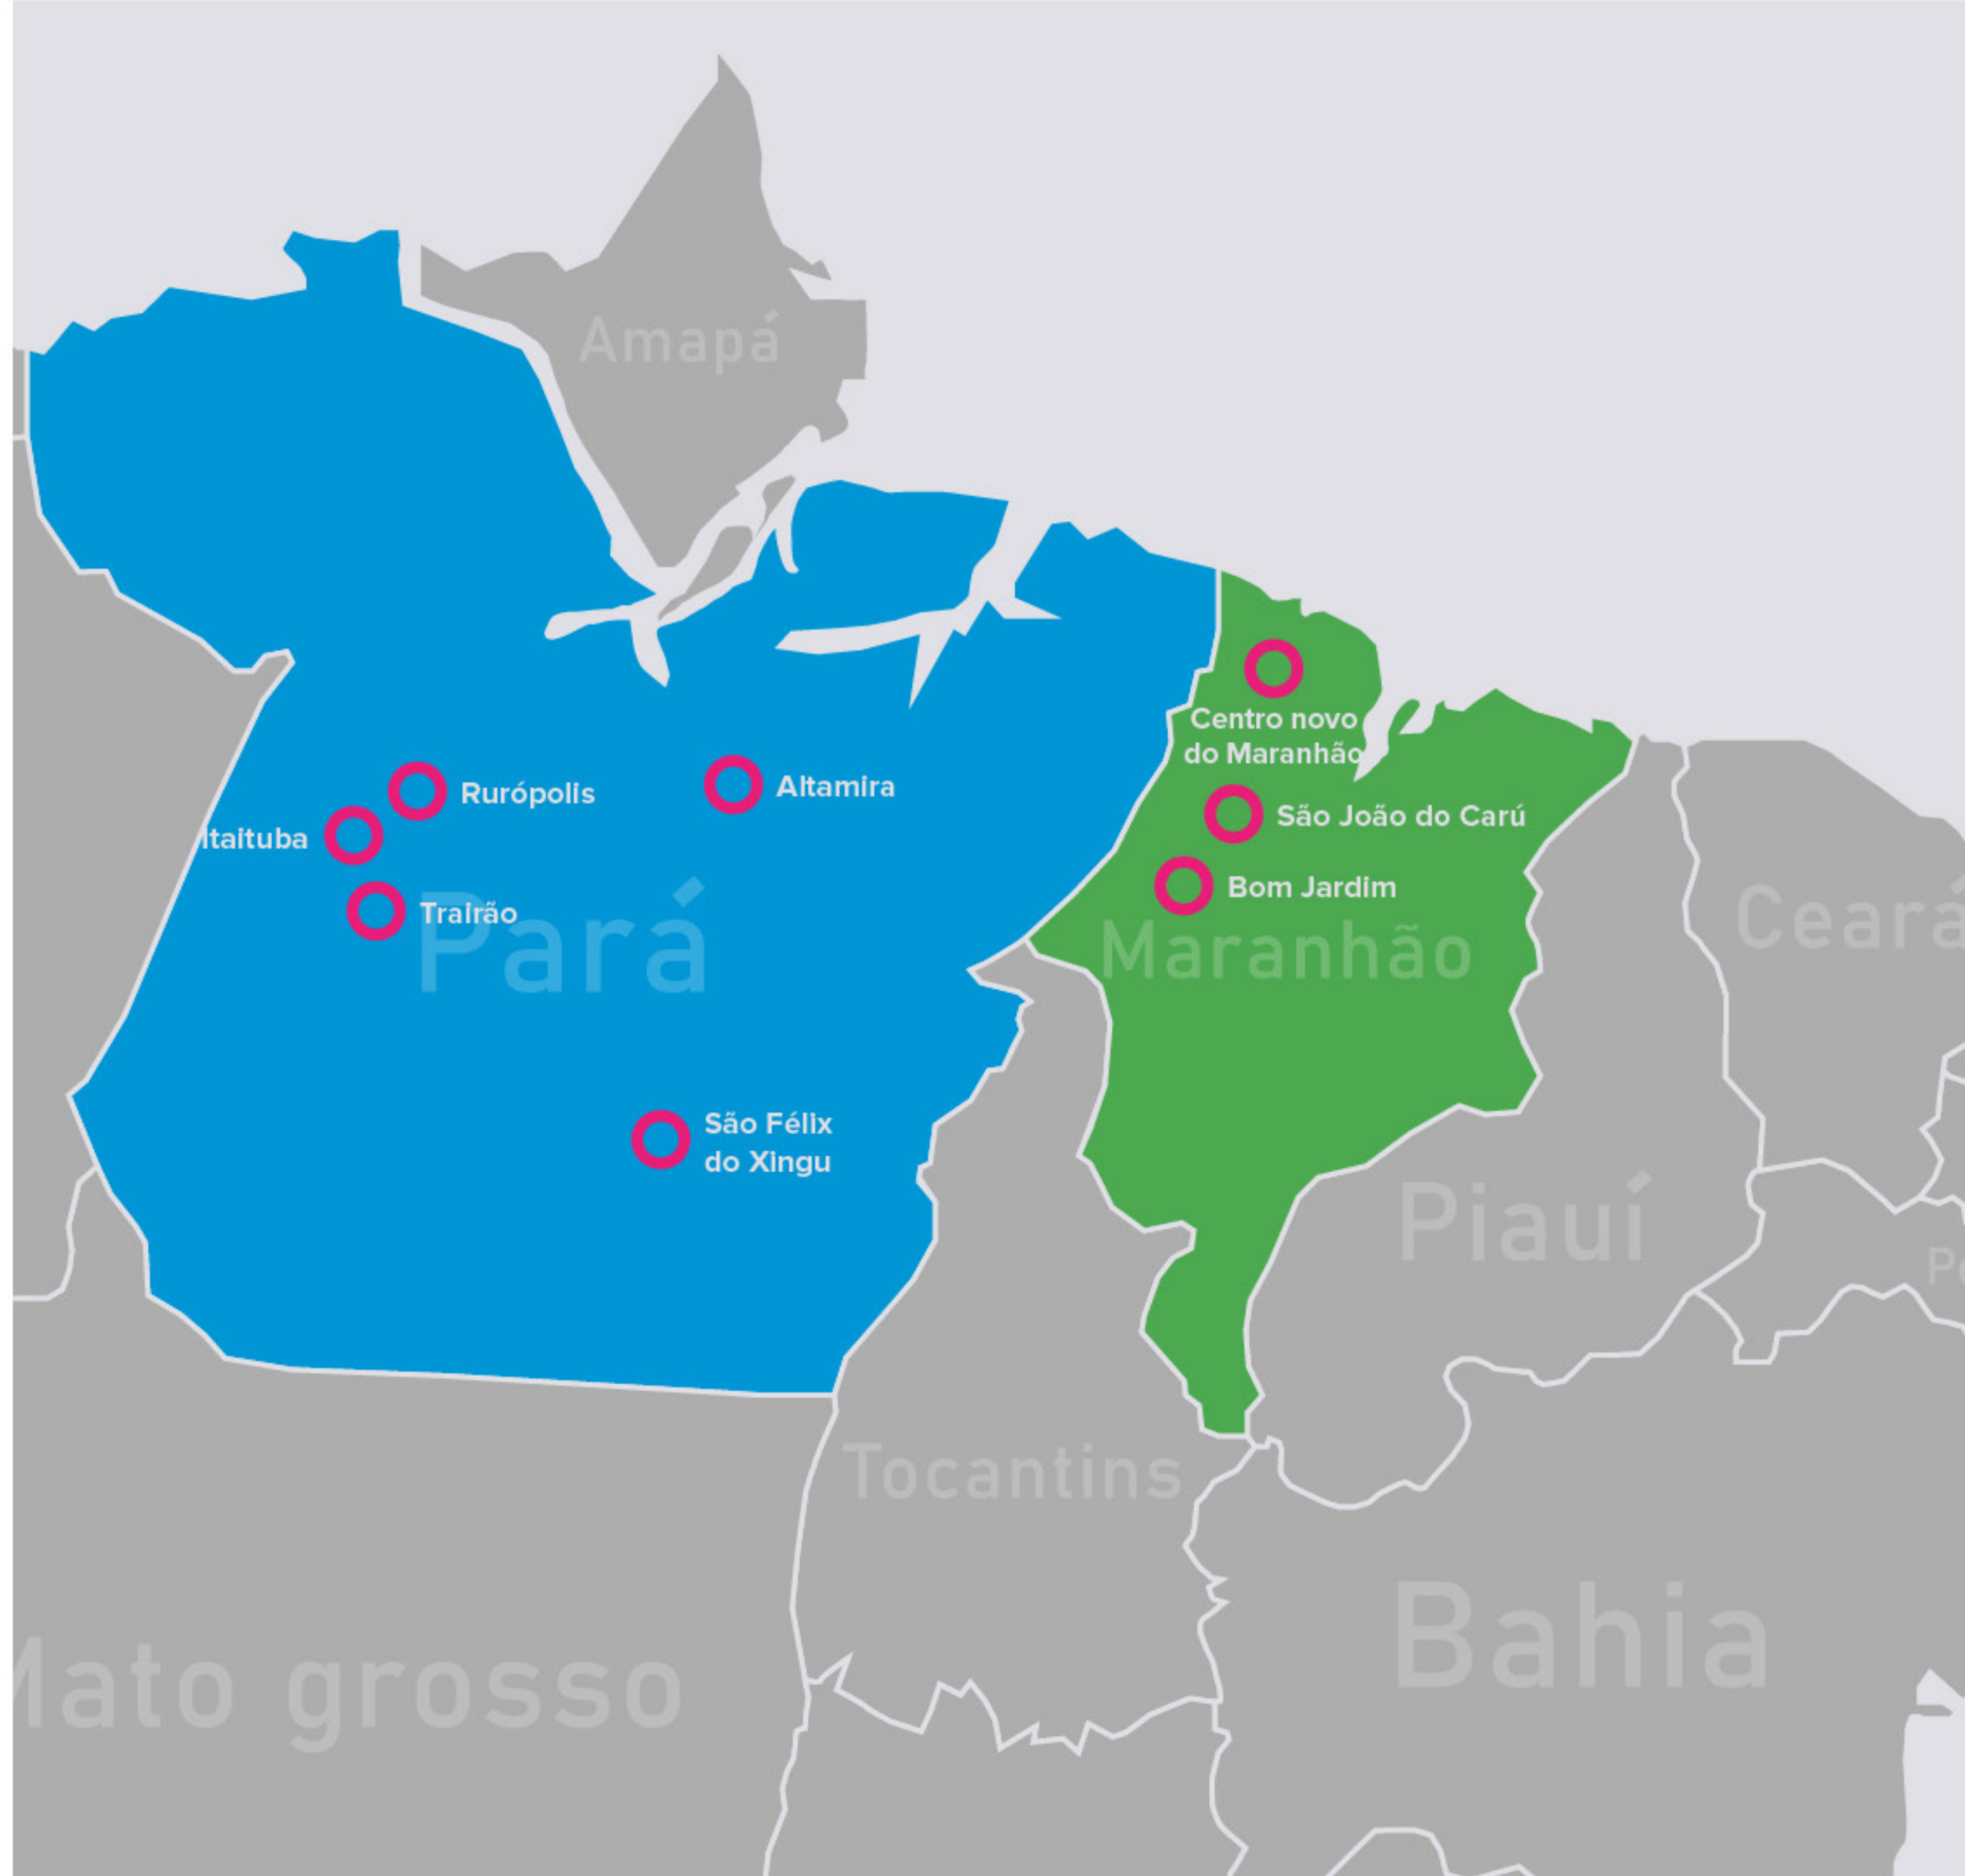 Amapá
Centro novo
do Maranhão
Rurópolis
Altamira
São João do Carú
Itaituba
Bom Jardim
Trairão
Pará
Maranhão
Ceará
São Félix
do Xingu
Piauí
Tocantins
Bahia
Mato grosso